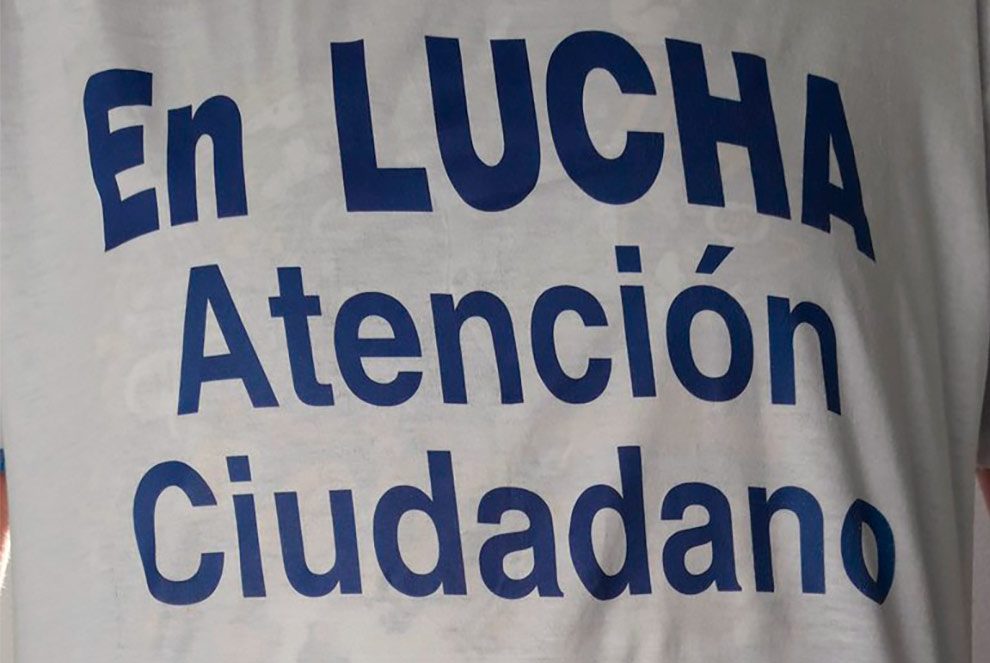 En LUCHA
Atención
Ciudadano